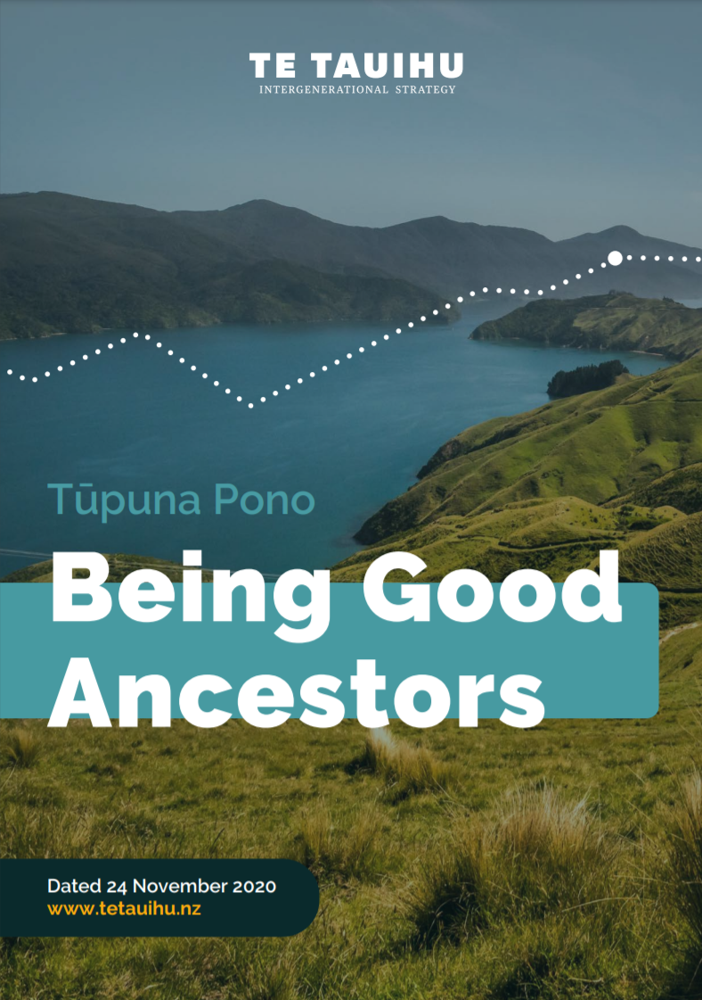 TE TAUIHU
INTERGENERATIONAL STRATEGY
Tūpuna Pono
Being Good
Ancestors
Dated 24 November 2020
www.tetauihu.nz